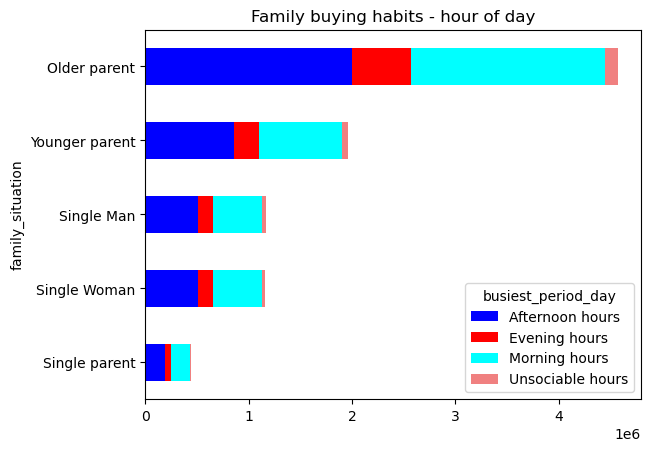 Family buying habits - hour of day
family_situation
Older parent
Younger parent
Single Man
Single Woman
Single parent
busiest_period_day
Afternoon hours
Evening hours
Morning hours
Unsociable hours
0 1 2 3 4
1e6